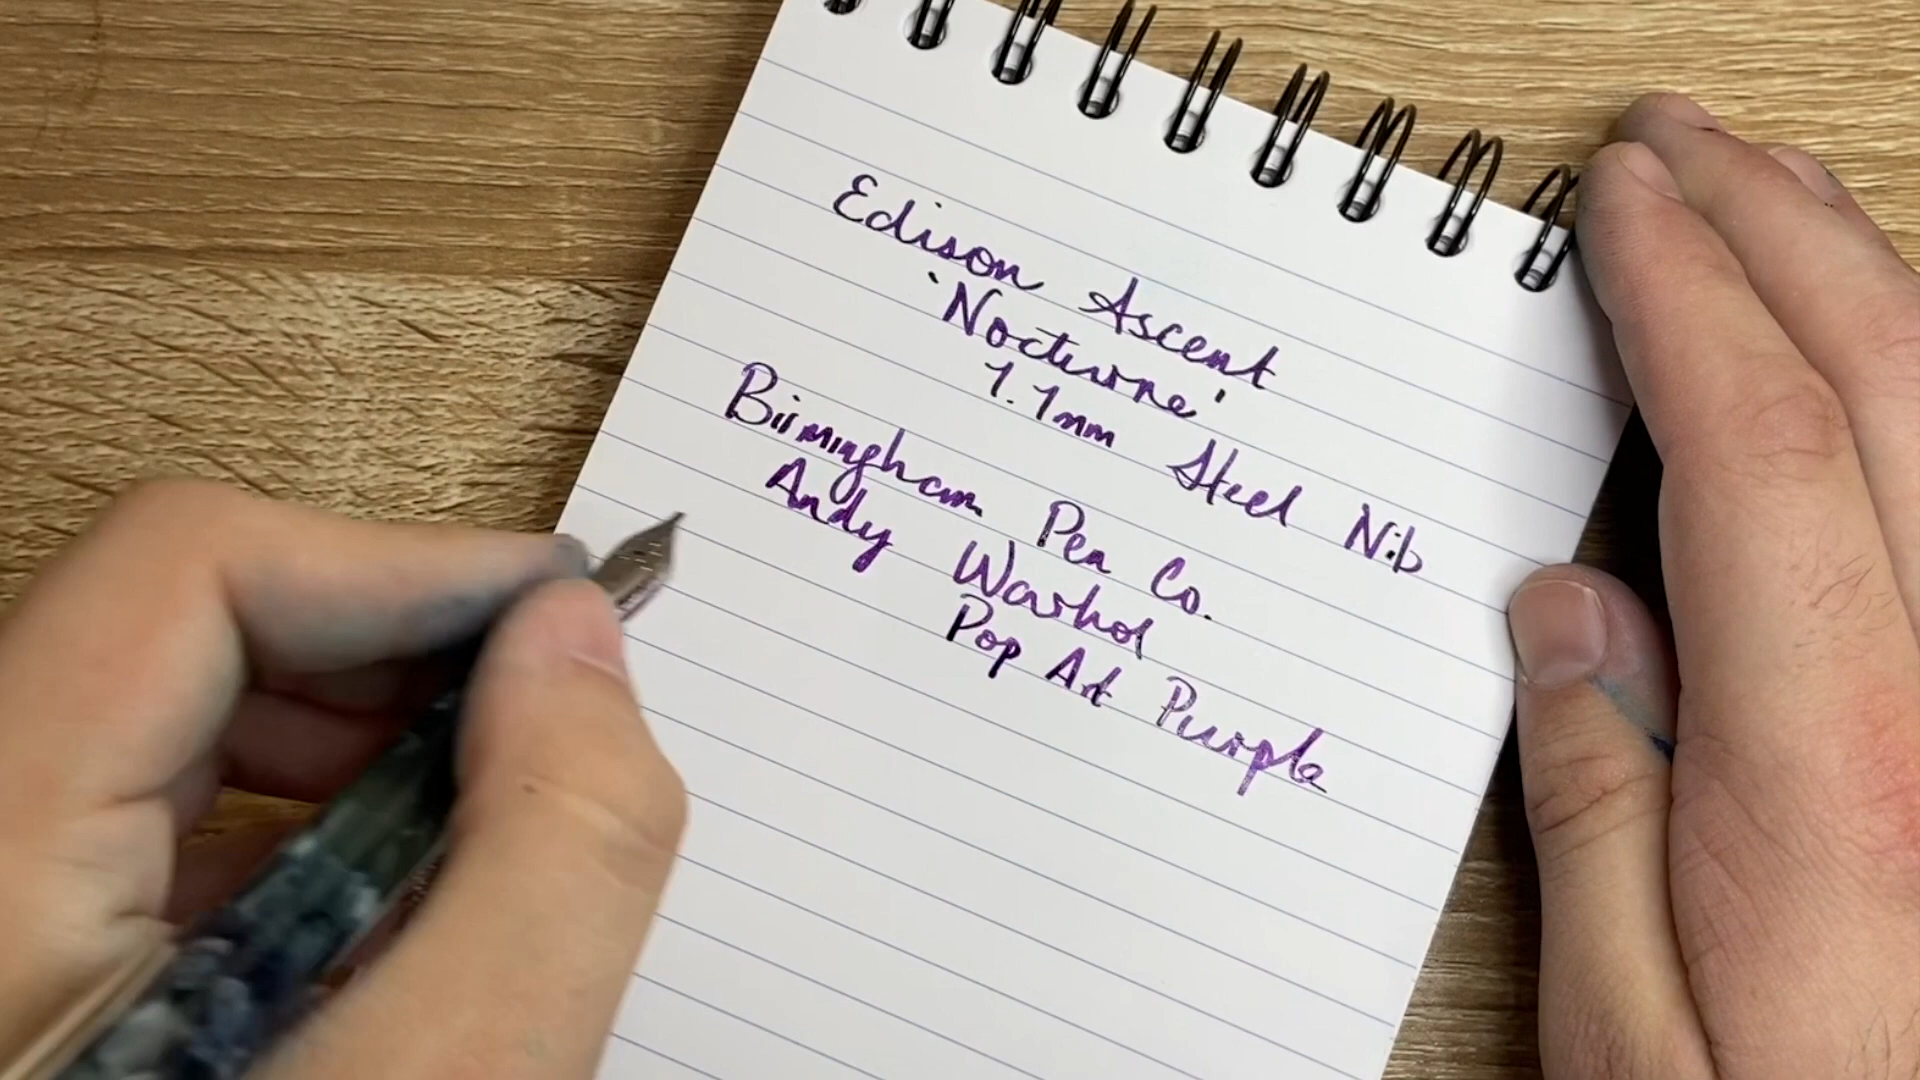 Edison Ascent
'Nocturne'
1.1mm Steel Nib
Birmingham Pen Co.
Andy Warhol
Pop Art Purple